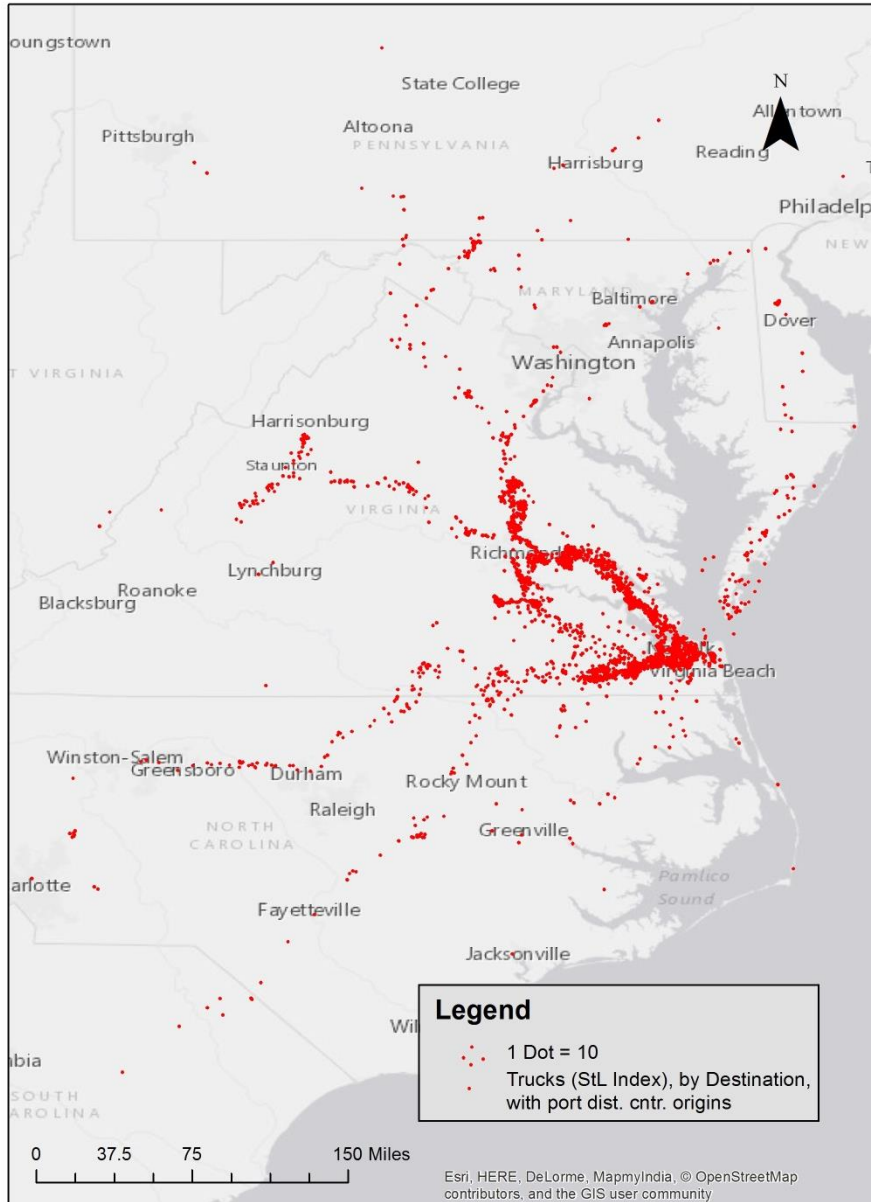 oungstown
State College
N
Allentown
Altoona
Pittsburgh
PENNSYLVANIA
Harrisburg
Reading
T
Philadelp
NEW
MARYLAND
Baltimore
Dover
Annapolis
Washington
T VIRGINIA
Harrisonburg
Staunton
VIRGINIA
Richmond
Lynchburg
Roanoke
Blacksburg
Norfolk
Virginia Beach
Winston-Salem
Greensboro
Durham
Rocky Mount
Raleigh
NORTH
CAROLINA
Greenville
arlotte
Pamlico
Sound
Fayetteville
Jacksonville
Legend
Wil
1 Dot = 10
Trucks (StL Index), by Destination,
with port dist. cntr. origins
bia
SOUTH
AROLINA
0 37.5 75 150 Miles
Esri, HERE, DeLorme, MapmyIndia, © OpenStreetMap
contributors, and the GIS user community